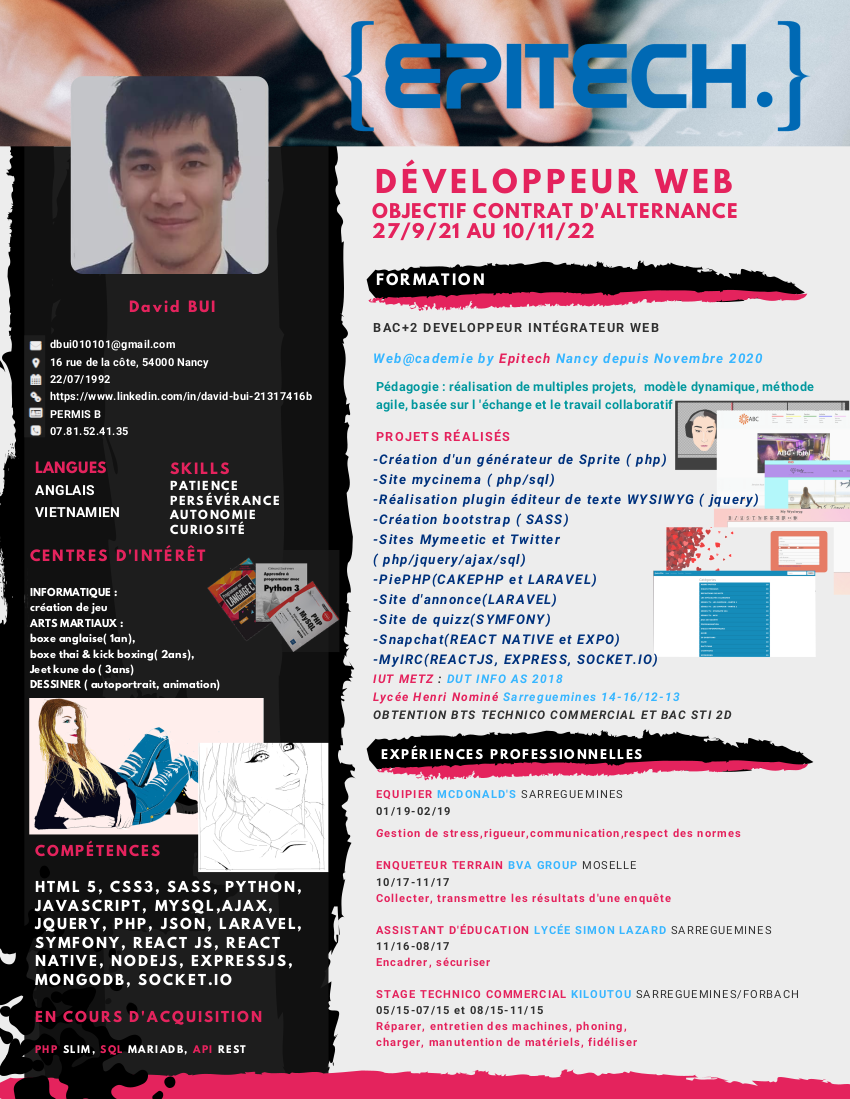 {EPITECH.}
DÉVELOPPEUR WEB
OBJECTIF CONTRAT D'ALTERNANCE
27/9/21 AU 10/11/22
David BUI
dbui010101@gmail.com
16 rue de la côte, 54000 Nancy
22/07/1992
https://www.linkedin.com/in/david-bui-21317416b
PERMIS B
07.81.52.41.35
LANGUES
ANGLAIS
VIETNAMIEN
SKILLS
PATIENCE
PERSÉVÉRANCE
AUTONOMIE
CURIOSITÉ
CENTRES D'INTÉRÊT
INFORMATIQUE :
création de jeu
ARTS MARTIAUX :
boxe anglaise( 1an),
boxe thai & kick boxing( 2ans),
Jeet kune do ( 3ans)
DESSINER ( autoportrait, animation)
LANGAGE C
Apprendre à
programmer avec
Python 3
PHP
et MySQL
COMPÉTENCES
HTML 5, CSS3, SASS, PYTHON,
JAVASCRIPT, MYSQL,AJAX,
JQUERY, PHP, JSON, LARAVEL,
SYMFONY, REACT JS, REACT
NATIVE, NODEJS, EXPRESSJS,
MONGODB, SOCKET.IO
EN COURS D'ACQUISITION
PHP SLIM, SQL MARIADB, API REST
FORMATION
BAC+2 DEVELOPPEUR INTÉGRATEUR WEB
Web@cademie by Epitech Nancy depuis Novembre 2020
Pédagogie : réalisation de multiples projets, modèle dynamique, méthode
agile, basée sur l 'échange et le travail collaboratif
PROJETS RÉALISÉS
-Création d'un générateur de Sprite ( php)
-Site mycinema ( php/sql)
-Réalisation plugin éditeur de texte WYSIWYG ( jquery)
-Création bootstrap ( SASS)
-Sites Mymeetic et Twitter
( php/jquery/ajax/sql)
-PiePHP(CAKEPHP et LARAVEL)
-Site d'annonce(LARAVEL)
-Site de quizz(SYMFONY)
-Snapchat(REACT NATIVE et EXPO)
-MyIRC(REACTJS, EXPRESS, SOCKET.IO)
ABC
IUT METZ : DUT INFO AS 2018
Lycée Henri Nominé Sarreguemines 14-16/12-13
OBTENTION BTS TECHNICO COMMERCIAL ET BAC STI 2D
EXPÉRIENCES PROFESSIONNELLES
EQUIPIER MCDONALD'S SARREGUEMINES
01/19-02/19
Gestion de stress,rigueur,communication,respect des normes
ENQUETEUR TERRAIN BVA GROUP MOSELLE
10/17-11/17
Collecter, transmettre les résultats d'une enquête
ASSISTANT D'ÉDUCATION LYCÉE SIMON LAZARD SARREGUEMINES
11/16-08/17
Encadrer, sécuriser
STAGE TECHNICO COMMERCIAL KILOUTOU SARREGUEMINES/FORBACH
05/15-07/15 et 08/15-11/15
Réparer, entretien des machines, phoning,
charger, manutention de matériels, fidéliser